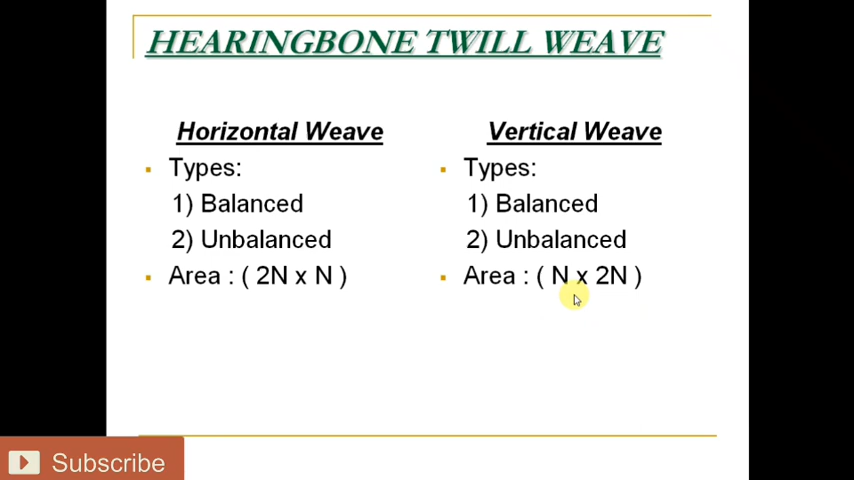 HEARINGBONE TWILL WEAVE
Horizontal Weave
▪ Types:
1) Balanced
2) Unbalanced
▪ Area : ( 2N x N )
Vertical Weave
▪ Types:
1) Balanced
2) Unbalanced
▪ Area : ( N x 2N )
Subscribe